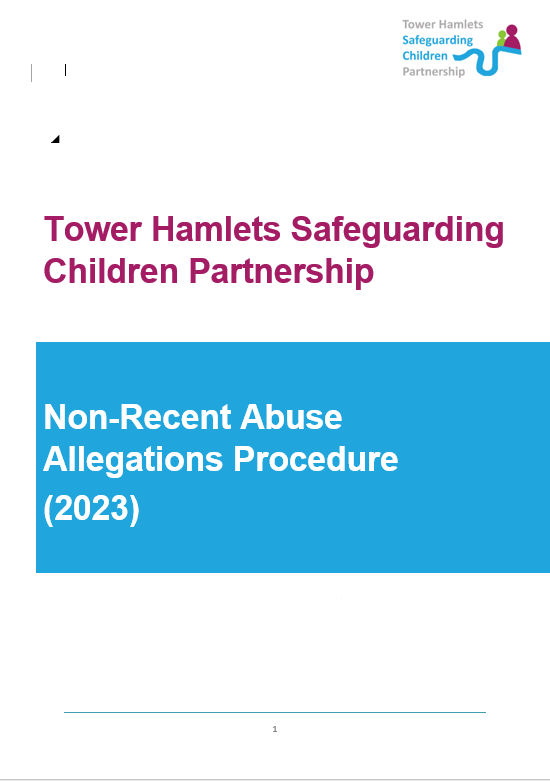 Tower Hamlets
Safeguarding
Children
Partnership
Tower Hamlets Safeguarding
Children Partnership
Non-Recent Abuse
Allegations Procedure
(2023)
1